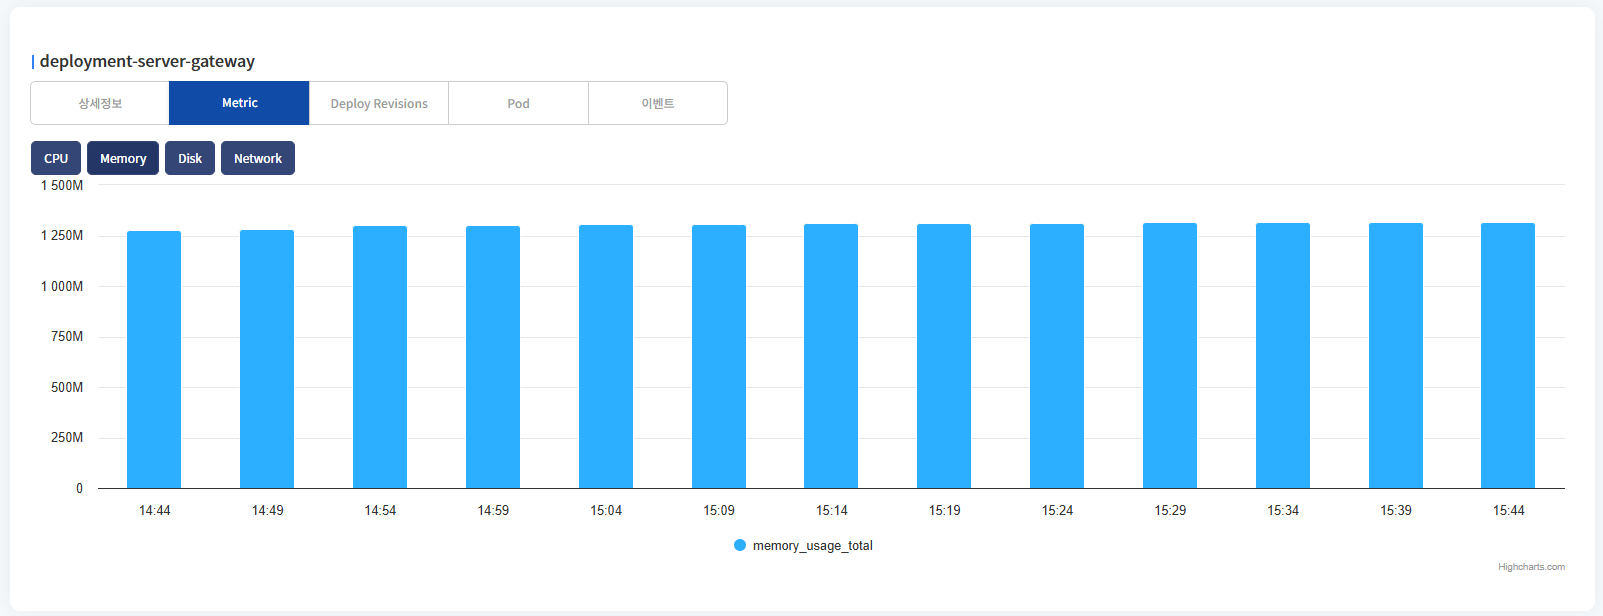 deployment-server-gateway
상세정보 Metric Deploy Revisions Pod 이벤트
CPU Memory Disk Network
1 500M
1 250M
1 000M
750M
500M
250M
0
14:44 14:49 14:54 14:59 15:04 15:09 15:14 15:19 15:24 15:29 15:34 15:39 15:44
memory_usage_total
Highcharts.com